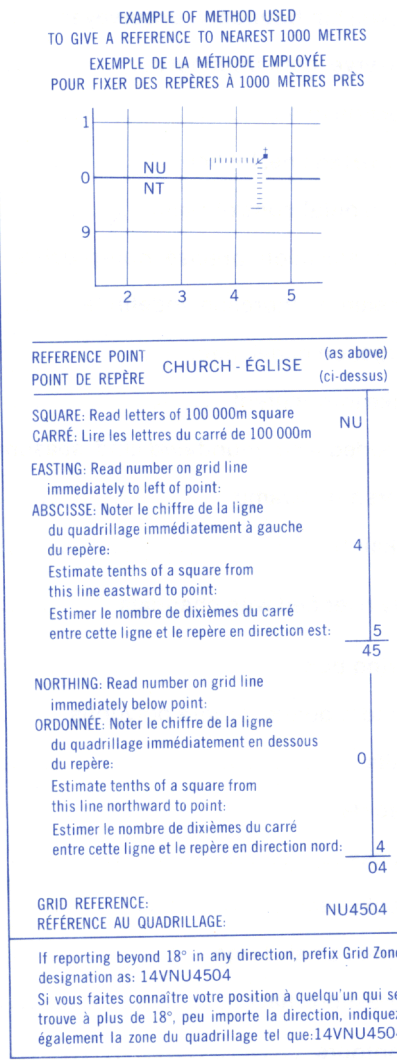 EXAMPLE OF METHOD USED
TO GIVE A REFERENCE TO NEAREST 1000 METRES
EXEMPLE DE LA MÉTHODE EMPLOYÉE
POUR FIXER DES REPÈRES À 1000 MÈTRES PRÈS
1
NU
0
NT
9
2 3 4 5
REFERENCE POINT
POINT DE REPÈRE
CHURCH - ÉGLISE
(as above)
(ci-dessus)
SQUARE: Read letters of 100 000m square
CARRÉ: Lire les lettres du carré de 100 000m
NU
EASTING: Read number on grid line
immediately to left of point:
ABSCISSE: Noter le chiffre de la ligne
du quadrillage immédiatement à gauche
du repère:
4
Estimate tenths of a square from
this line eastward to point:
Estimer le nombre de dixièmes du carré
entre cette ligne et le repère en direction est: 5
45
NORTHING: Read number on grid line
immediately below point:
ORDONNÉE: Noter le chiffre de la ligne
du quadrillage immédiatement en dessous
du repère: 0
Estimate tenths of a square from
this line northward to point:
Estimer le nombre de dixièmes du carré
entre cette ligne et le repère en direction nord: 4
04
GRID REFERENCE:
RÉFÉRENCE AU QUADRILLAGE:
NU4504
If reporting beyond 18° in any direction, prefix Grid Zone
designation as: 14VNU4504
Si vous faites connaître votre position à quelqu'un qui se
trouve à plus de 18°, peu importe la direction, indiquez
également la zone du quadrillage tel que:14VNU4504